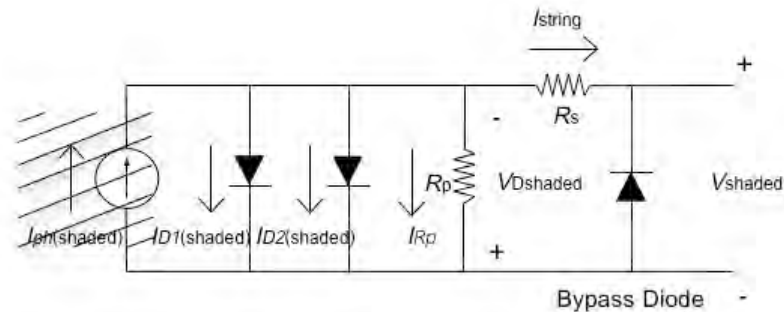 Istring
+
Rs
-
Rp
VDshaded
Vshaded
Iph(shaded)
ID1(shaded)
ID2(shaded)
IRp
+
Bypass Diode
-